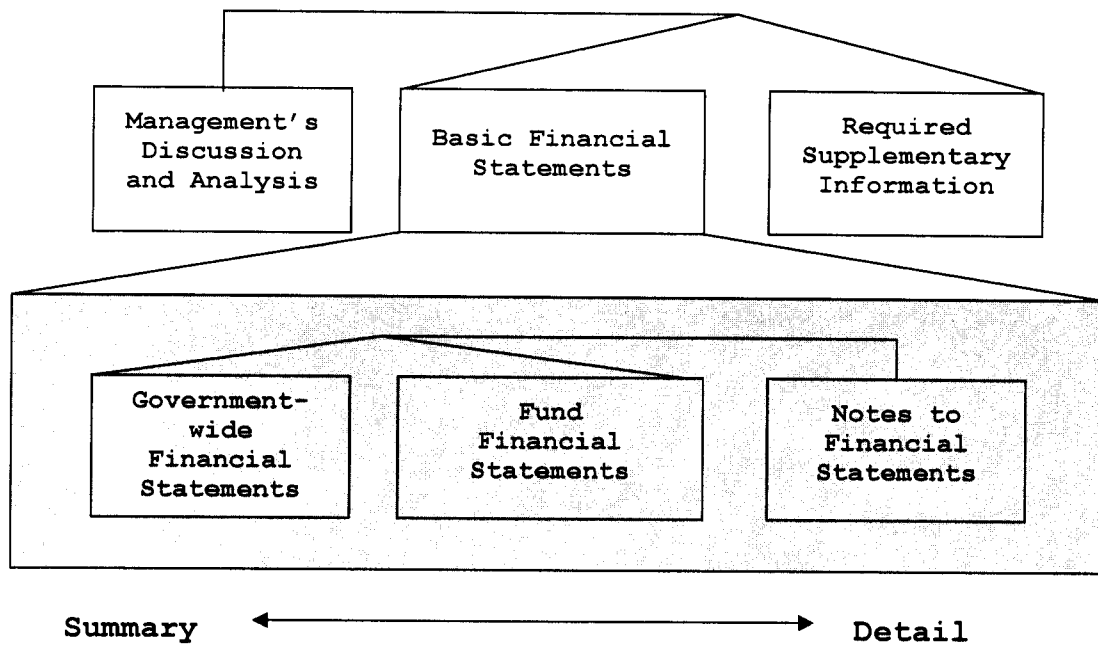 Management's
Discussion
and Analysis
Basic Financial
Statements
Required
Supplementary
Information
Government-
wide
Financial
Statements
Fund
Financial
Statements
Notes to
Financial
Statements
Summary
Detail